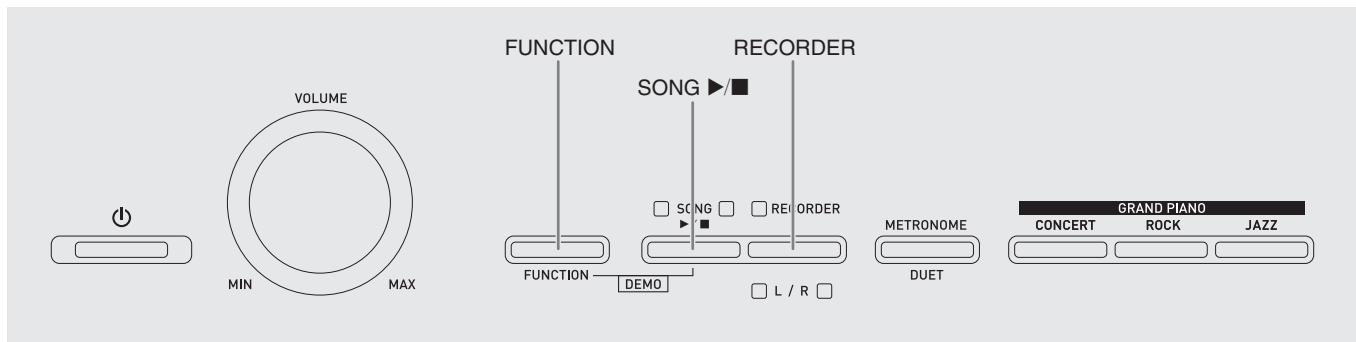 FUNCTION RECORDER
SONG ▶/■
VOLUME
MIN MAX
FUNCTION
DEMO
SONG
▶/■
RECORDER
L / R
METRONOME
DUET
GRAND PIANO
CONCERT ROCK JAZZ